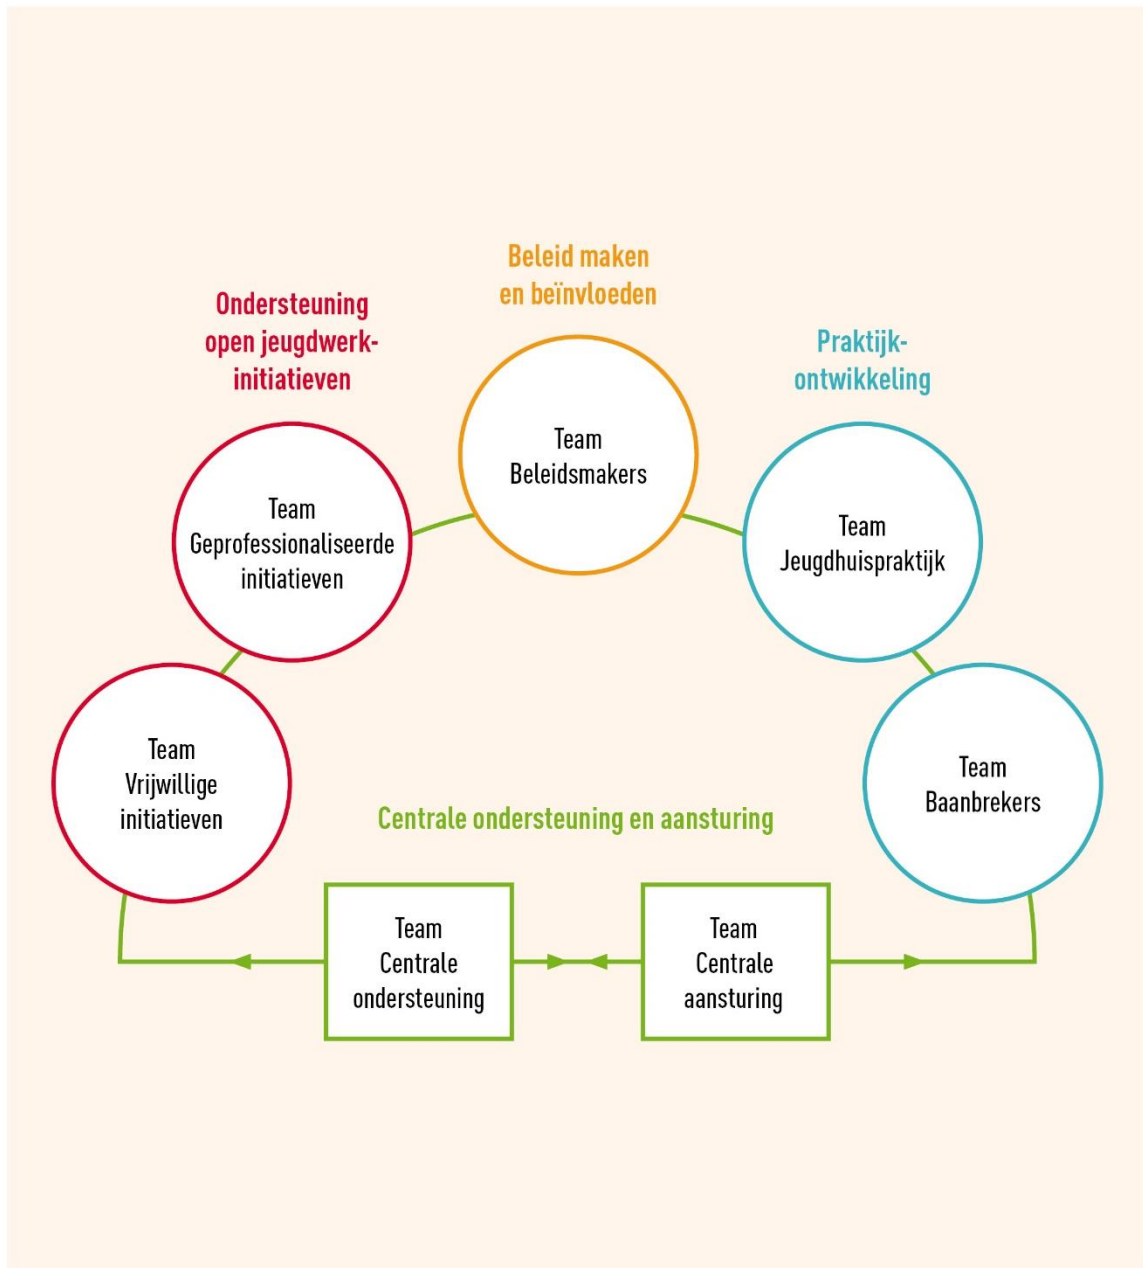 Beleid maken
en beïnvloeden
Ondersteuning
open jeugdwerk-
initiatieven
Praktijk-
ontwikkeling
Team
Beleidsmakers
Team
Geprofessionaliseerde
initiatieven
Team
Jeugdhuispraktijk
Team
Vrijwillige
initiatieven
Team
Baanbrekers
Centrale ondersteuning en aansturing
Team
Centrale
ondersteuning
Team
Centrale
aansturing